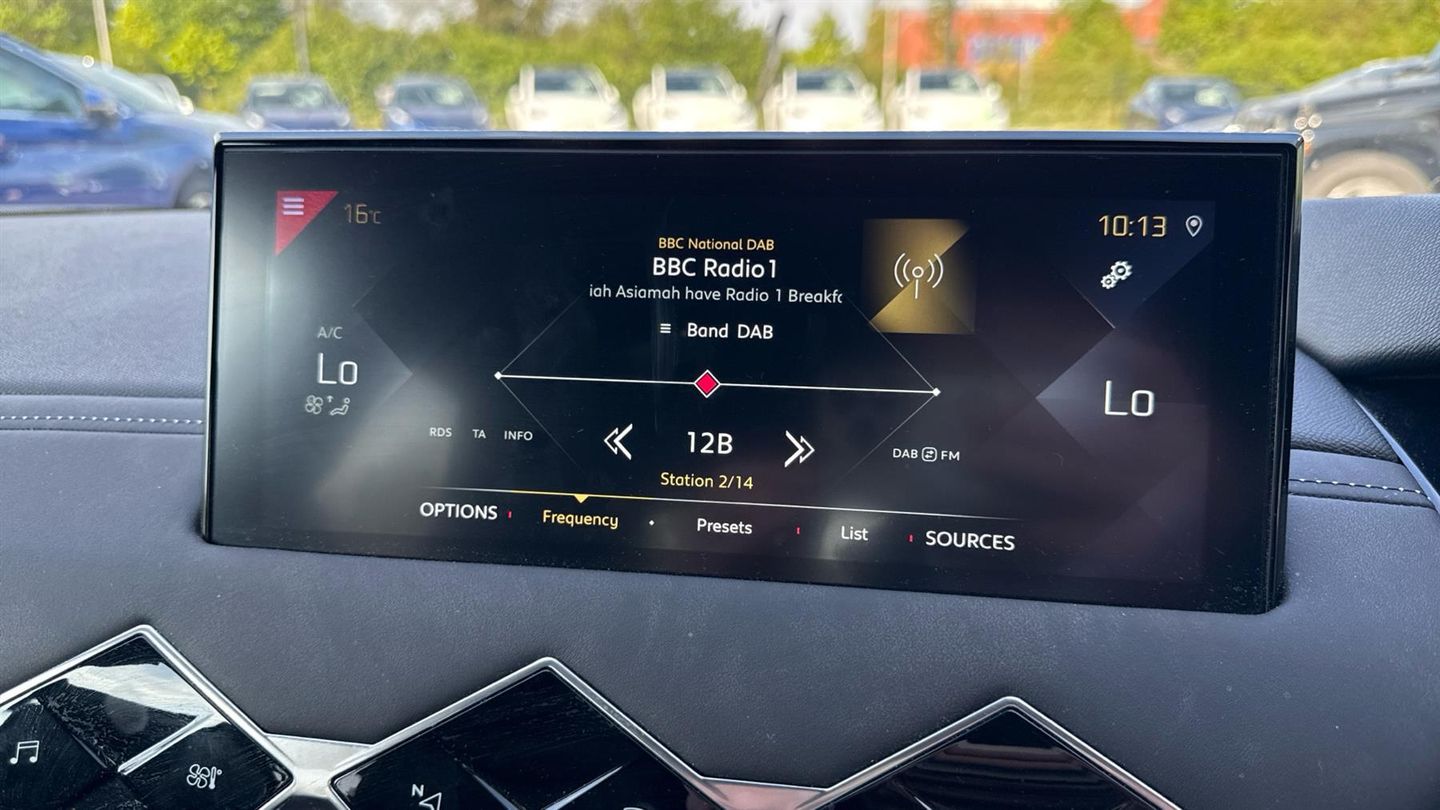 16°C
10:13
BBC National DAB
BBC Radio 1
iah Asiamah have Radio 1 Breakfc
Band DAB
A/C
Lo
Lo
RDS TA INFO
12B
DAB FM
Station 2/14
OPTIONS Frequency Presets List SOURCES
N